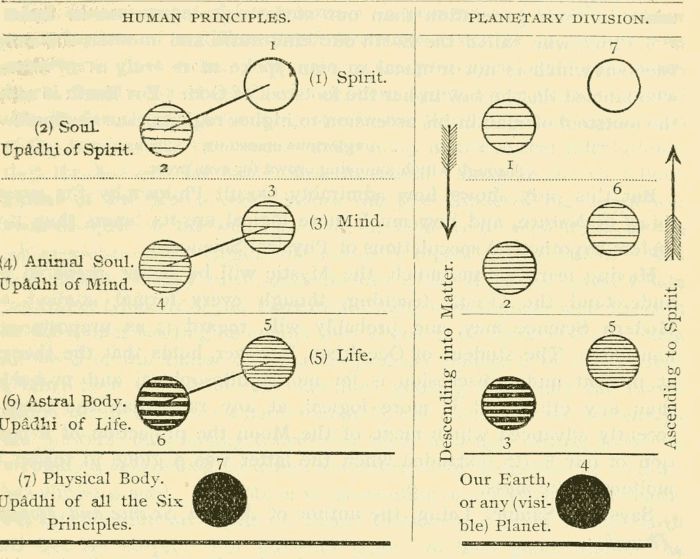 HUMAN PRINCIPLES.
1
(1) Spirit.
(2) Soul.
Upâdhi of Spirit.
2
3
(3) Mind.
(4) Animal Soul.
Upâdhi of Mind.
4
5
(5) Life.
(6) Astral Body.
Upâdhi of Life.
6
(7) Physical Body.
Upâdhi of all the Six
Principles.
7
PLANETARY DIVISION.
7
1
6
2
5
3
Descending into Matter.
Ascending to Spirit.
Our Earth,
or any (visi-
ble) Planet.
4